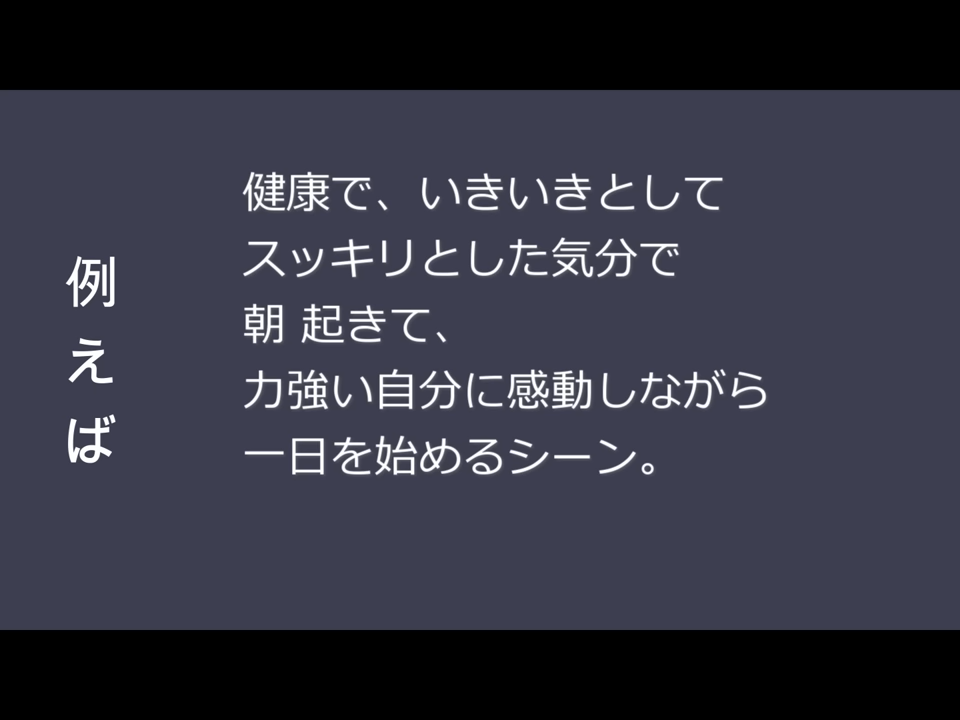 例えば
健康で、いきいきとして
スッキリとした気分で
朝 起きて、
力強い自分に感動しながら
一日を始めるシーン。